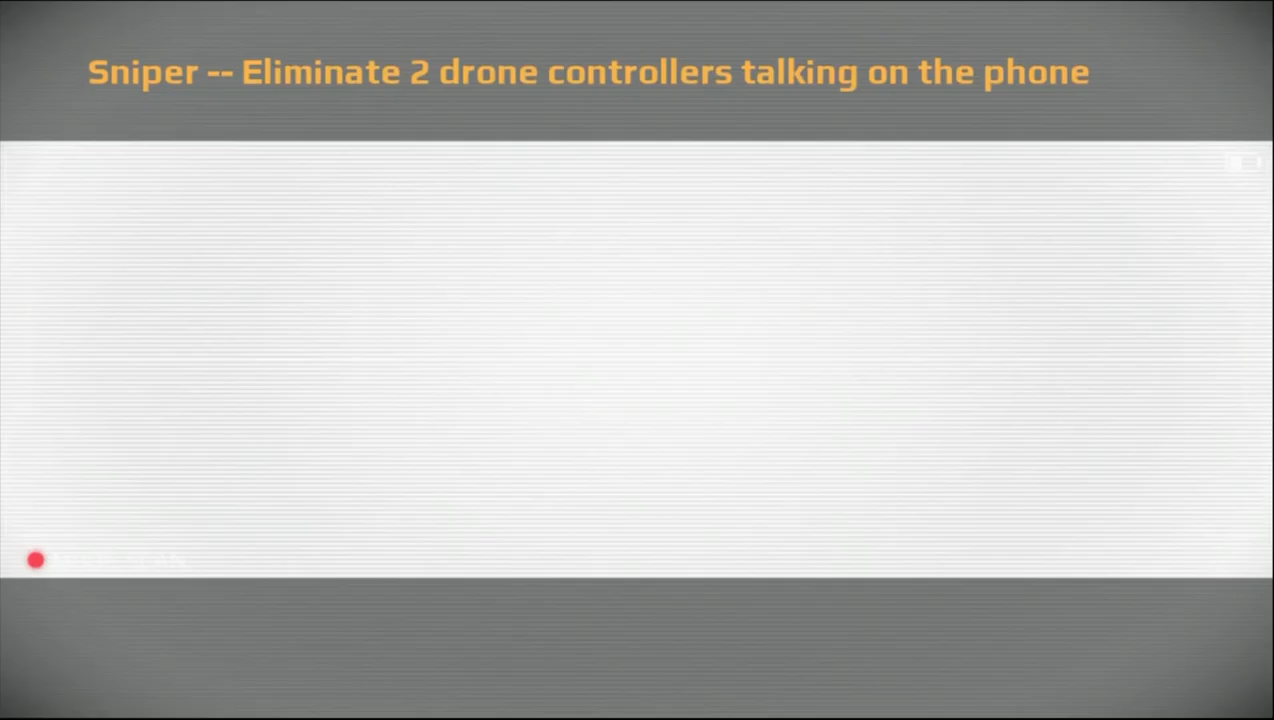 Sniper -- Eliminate 2 drone controllers talking on the phone